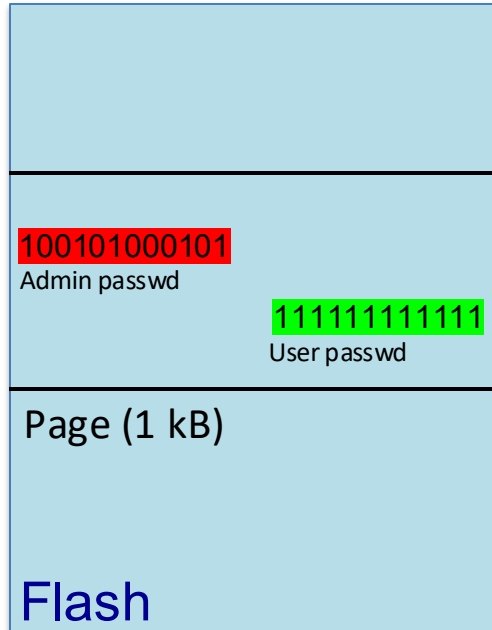 100101000101
Admin passwd
111111111111
User passwd
Page (1 kB)
Flash